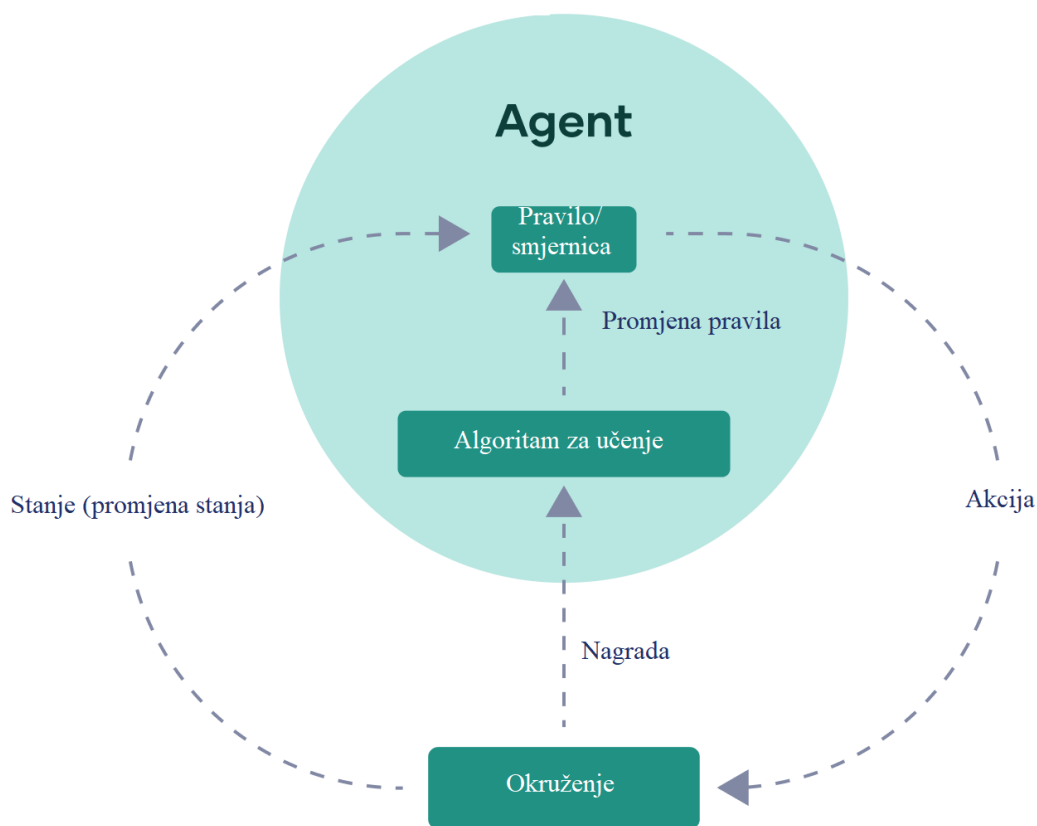 Agent
Pravilo/
smjernica
Promjena pravila
Algoritam za učenje
Stanje (promjena stanja)
Akcija
Nagrada
Okruženje